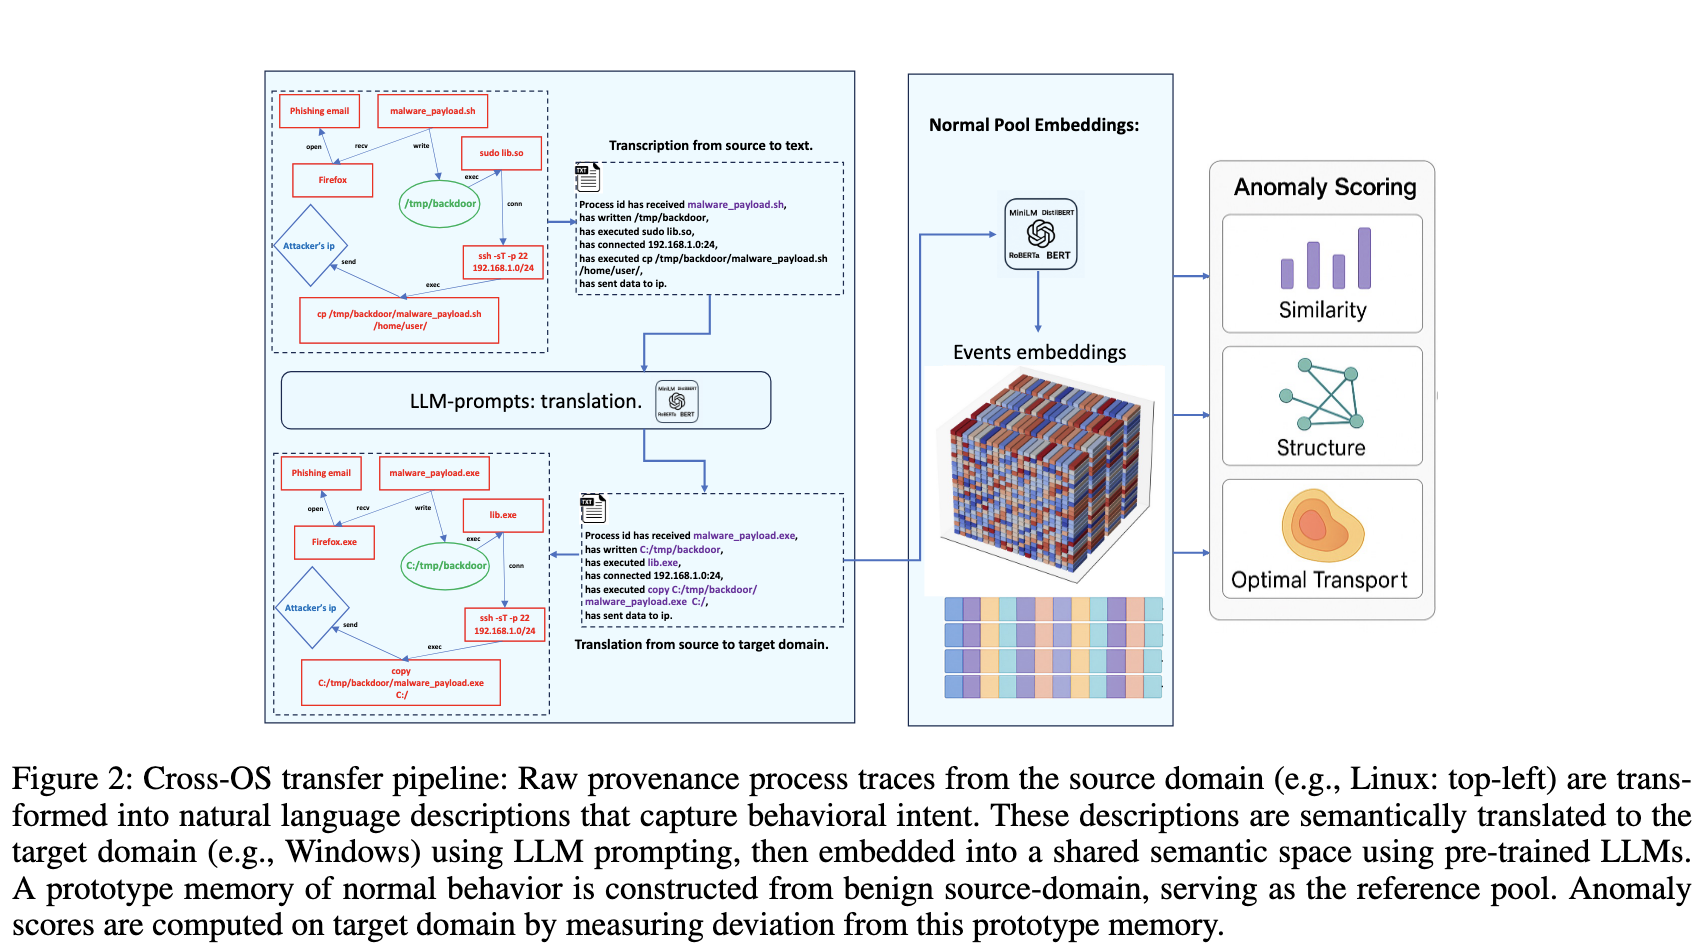 Phishing email
malware_payload.sh
open
recv
write
sudo lib.so
Firefox
exec
/tmp/backdoor
conn
Attacker's ip
send
ssh -sT -p 22
192.168.1.0/24
exec
cp /tmp/backdoor/malware_payload.sh
/home/user/
Transcription from source to text.
TXT
Process id has received malware_payload.sh,
has written /tmp/backdoor,
has executed sudo lib.so,
has connected 192.168.1.0:24,
has executed cp /tmp/backdoor/malware_payload.sh
/home/user/,
has sent data to ip.
LLM-prompts: translation.
MiniLM DistilBERT
RoBERTa BERT
Phishing email
malware_payload.exe
open
recv
write
lib.exe
Firefox.exe
exec
C:/tmp/backdoor
conn
Attacker's ip
send
ssh -sT -p 22
192.168.1.0/24
exec
copy
C:/tmp/backdoor/malware_payload.exe
C:/
TXT
Process id has received malware_payload.exe,
has written C:/tmp/backdoor,
has executed lib.exe,
has connected 192.168.1.0:24,
has executed copy C:/tmp/backdoor/
malware_payload.exe C:/,
has sent data to ip.
Translation from source to target domain.
Normal Pool Embeddings:
MiniLM DistilBERT
RoBERTa BERT
Events embeddings
Anomaly Scoring
Similarity
Structure
Optimal Transport
Figure 2: Cross-OS transfer pipeline: Raw provenance process traces from the source domain (e.g., Linux: top-left) are trans-
formed into natural language descriptions that capture behavioral intent. These descriptions are semantically translated to the
target domain (e.g., Windows) using LLM prompting, then embedded into a shared semantic space using pre-trained LLMs.
A prototype memory of normal behavior is constructed from benign source-domain, serving as the reference pool. Anomaly
scores are computed on target domain by measuring deviation from this prototype memory.